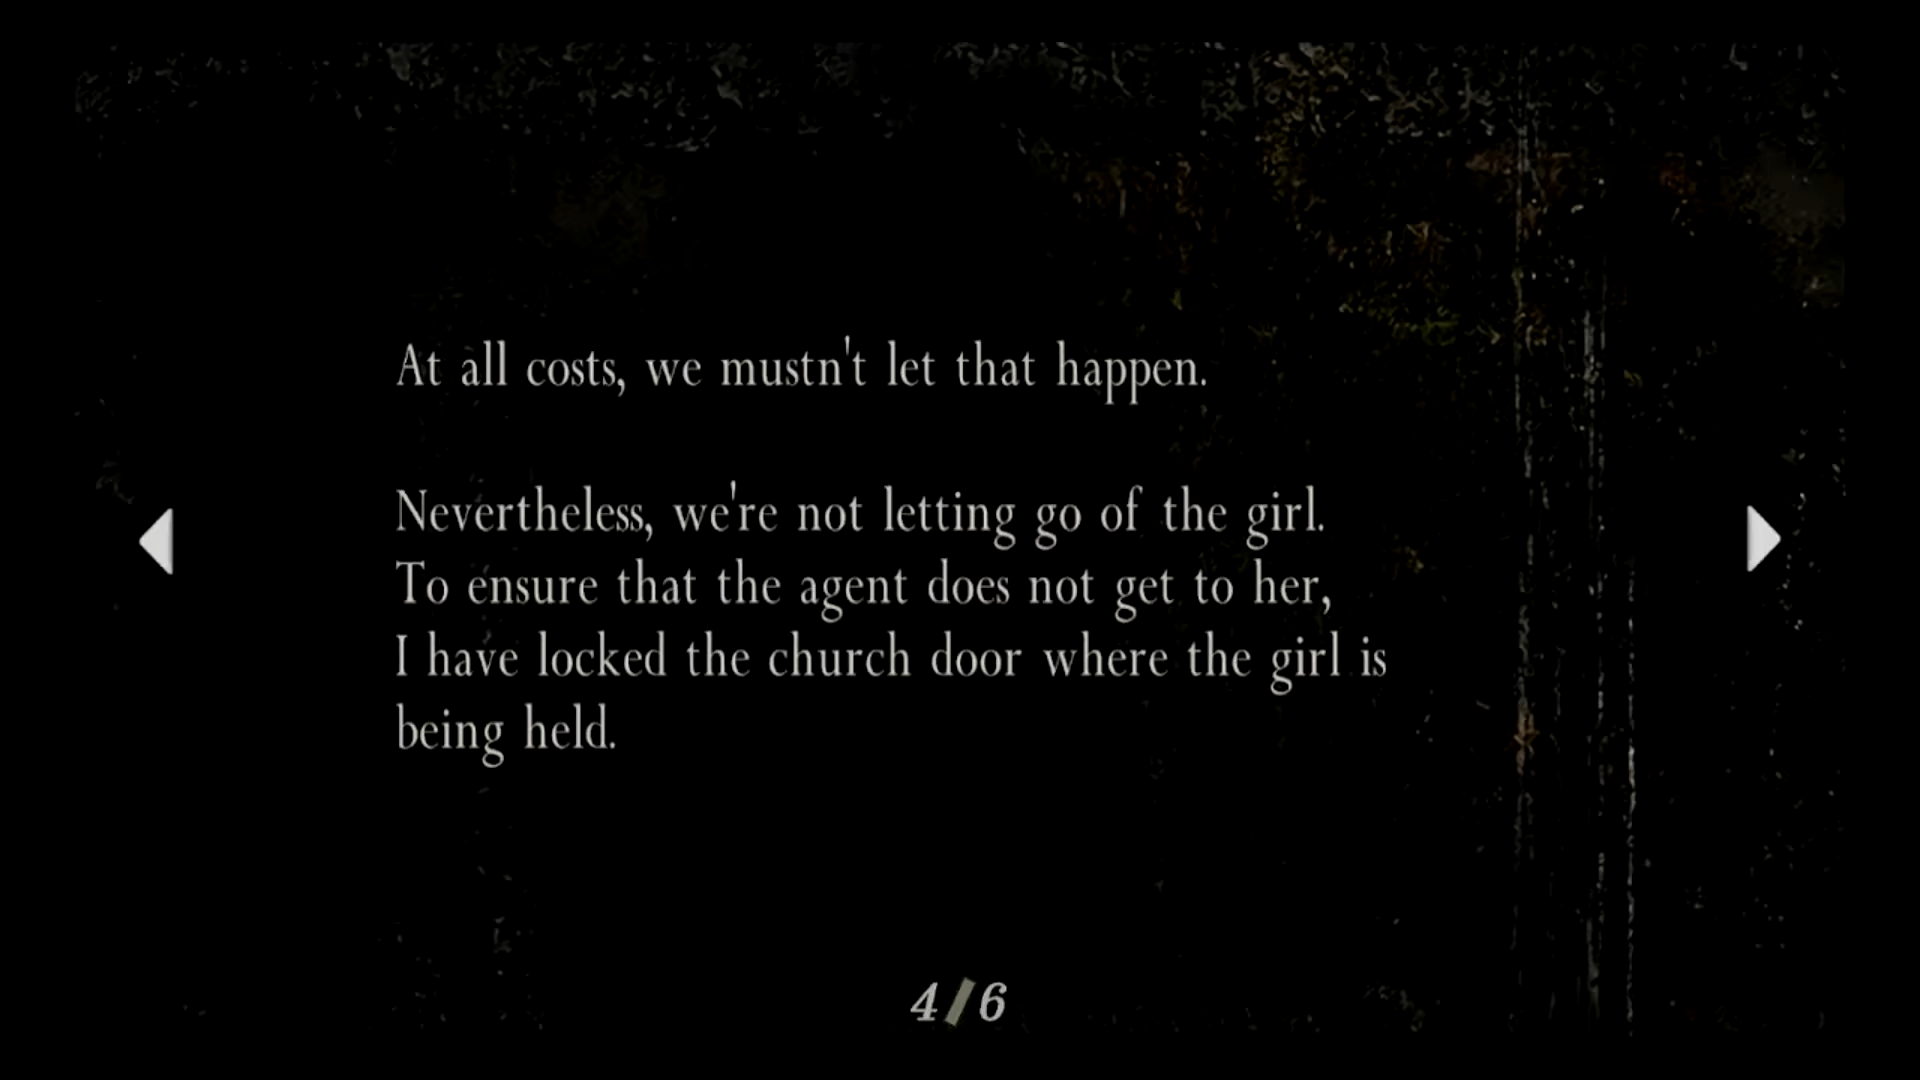 At all costs, we mustn't let that happen.
Nevertheless, we're not letting go of the girl.
To ensure that the agent does not get to her,
I have locked the church door where the girl is
being held.
4/6